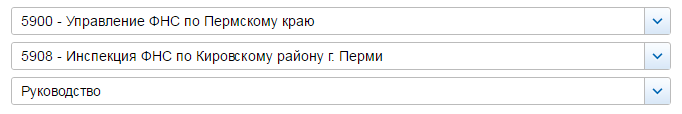 5900 - Управление ФНС по Пермскому краю
5908 - Инспекция ФНС по Кировскому району г. Перми
Руководство